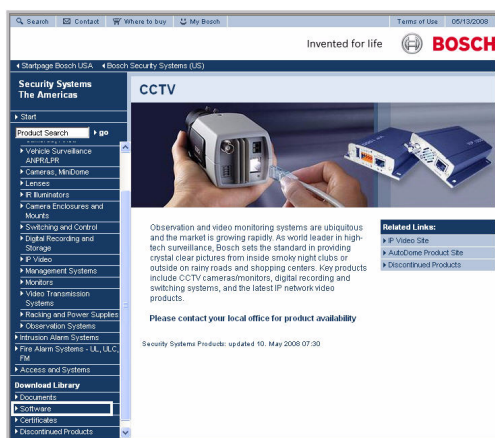 Search Contact Where to buy My Bosch Terms of Use 05/13/2008
Invented for life BOSCH
Startpage Bosch USA Bosch Security Systems (US)
Security Systems
The Americas
Start
Product Search go
Vehicle Surveillance
ANPR/LPR
Cameras, MiniDome
Lenses
IR Illuminators
Camera Enclosures and
Mounts
Switching and Control
Digital Recording and
Storage
IP Video
Management Systems
Monitors
Video Transmission
Systems
Racking and Power Supplies
Observation Systems
Intrusion Alarm Systems
Fire Alarm Systems - UL, ULC,
FM
Access and Systems
Download Library
Documents
Software
Certificates
Discontinued Products
CCTV
Observation and video monitoring systems are ubiquitous
and the market is growing rapidly. As world leader in high-
tech surveillance, Bosch sets the standard in providing
crystal clear pictures from inside smoky night clubs or
outside on rainy roads and shopping centers. Key products
include CCTV cameras/monitors, digital recording and
switching systems, and the latest IP network video
products.
Please contact your local office for product availability
Security Systems Products: updated 10. May 2008 07:30
Related Links:
IP Video Site
AutoDome Product Site
Discontinued Products